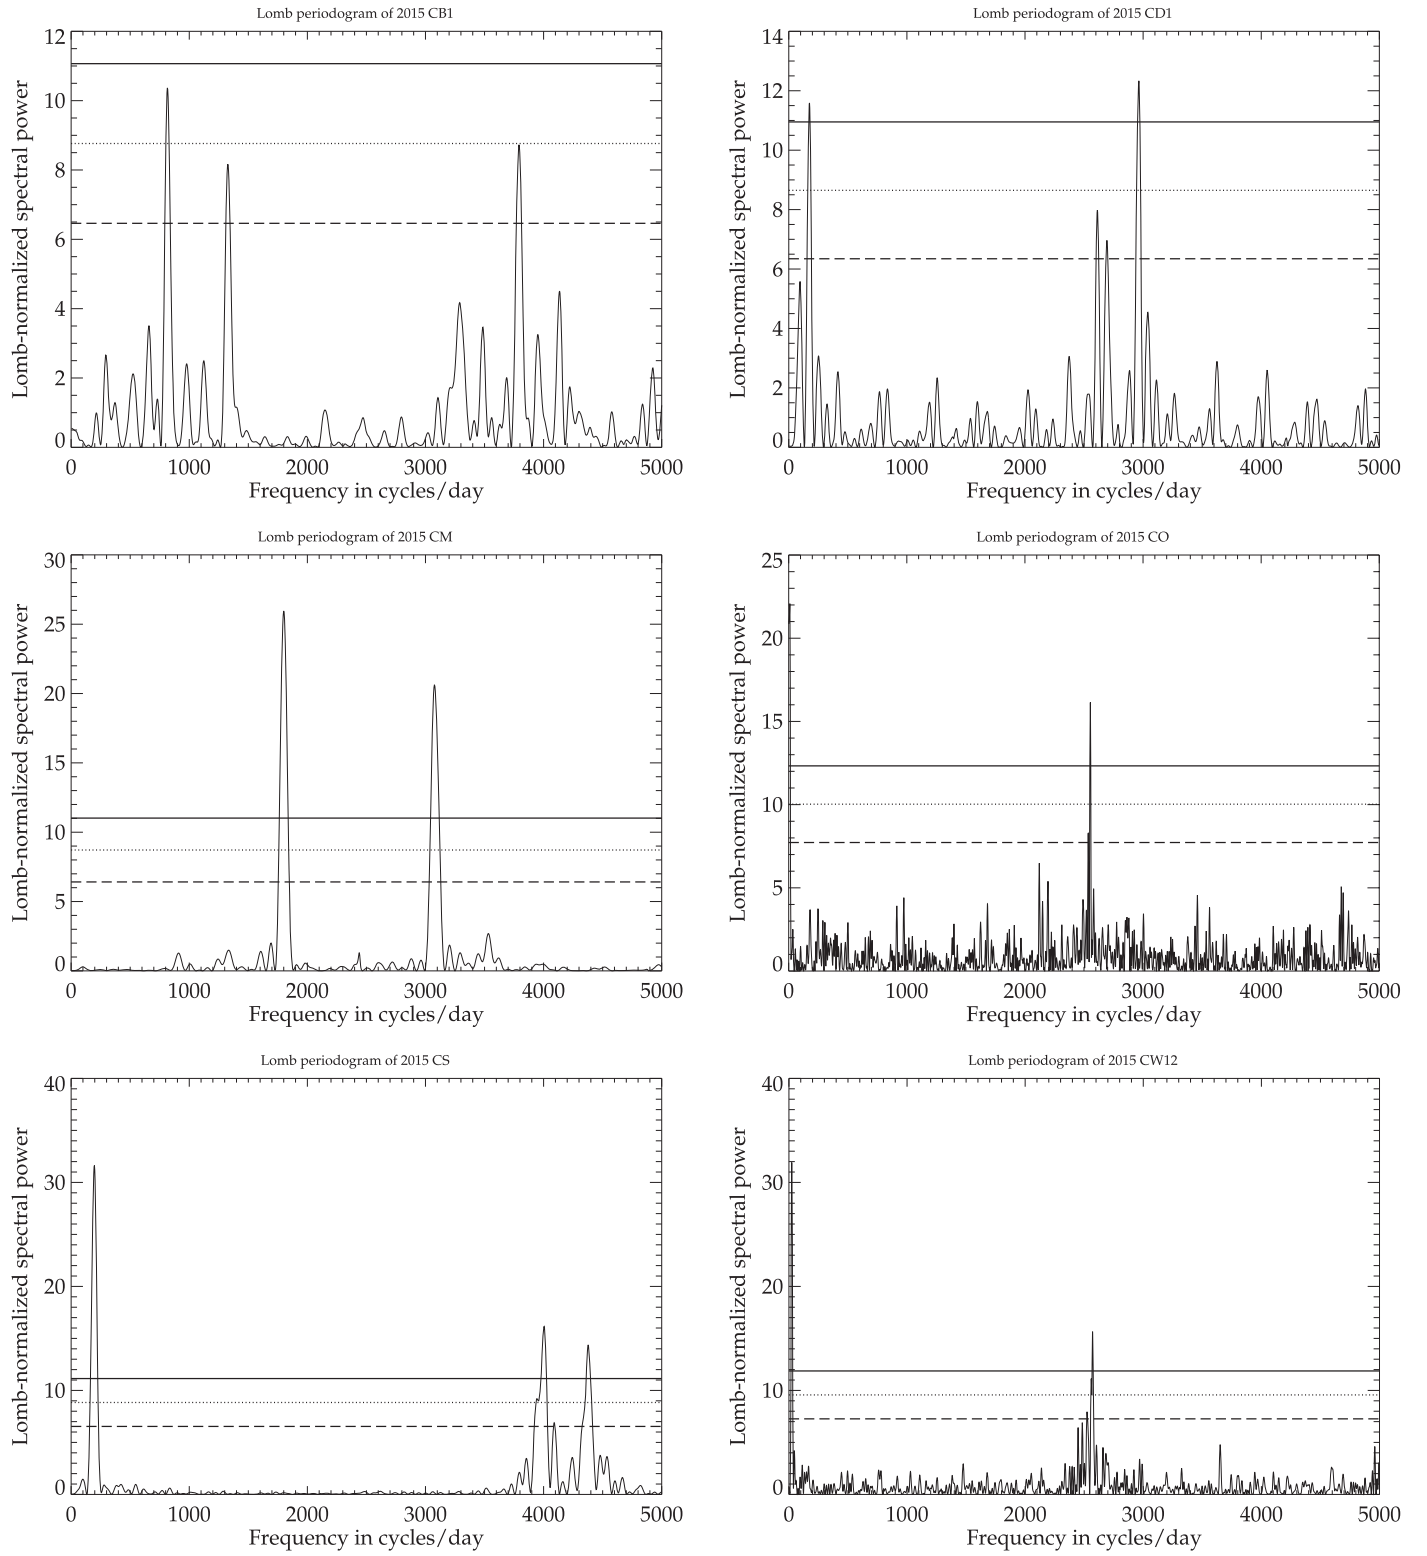 Lomb periodogram of 2015 CB1
Lomb-normalized spectral power
12
10
8
6
4
2
0
0 1000 2000 3000 4000 5000
Frequency in cycles/day
Lomb periodogram of 2015 CD1
Lomb-normalized spectral power
14
12
10
8
6
4
2
0
0 1000 2000 3000 4000 5000
Frequency in cycles/day
Lomb periodogram of 2015 CM
Lomb-normalized spectral power
30
25
20
15
10
5
0
0 1000 2000 3000 4000 5000
Frequency in cycles/day
Lomb periodogram of 2015 CO
Lomb-normalized spectral power
25
20
15
10
5
0
0 1000 2000 3000 4000 5000
Frequency in cycles/day
Lomb periodogram of 2015 CS
Lomb-normalized spectral power
40
30
20
10
0
0 1000 2000 3000 4000 5000
Frequency in cycles/day
Lomb periodogram of 2015 CW12
Lomb-normalized spectral power
40
30
20
10
0
0 1000 2000 3000 4000 5000
Frequency in cycles/day